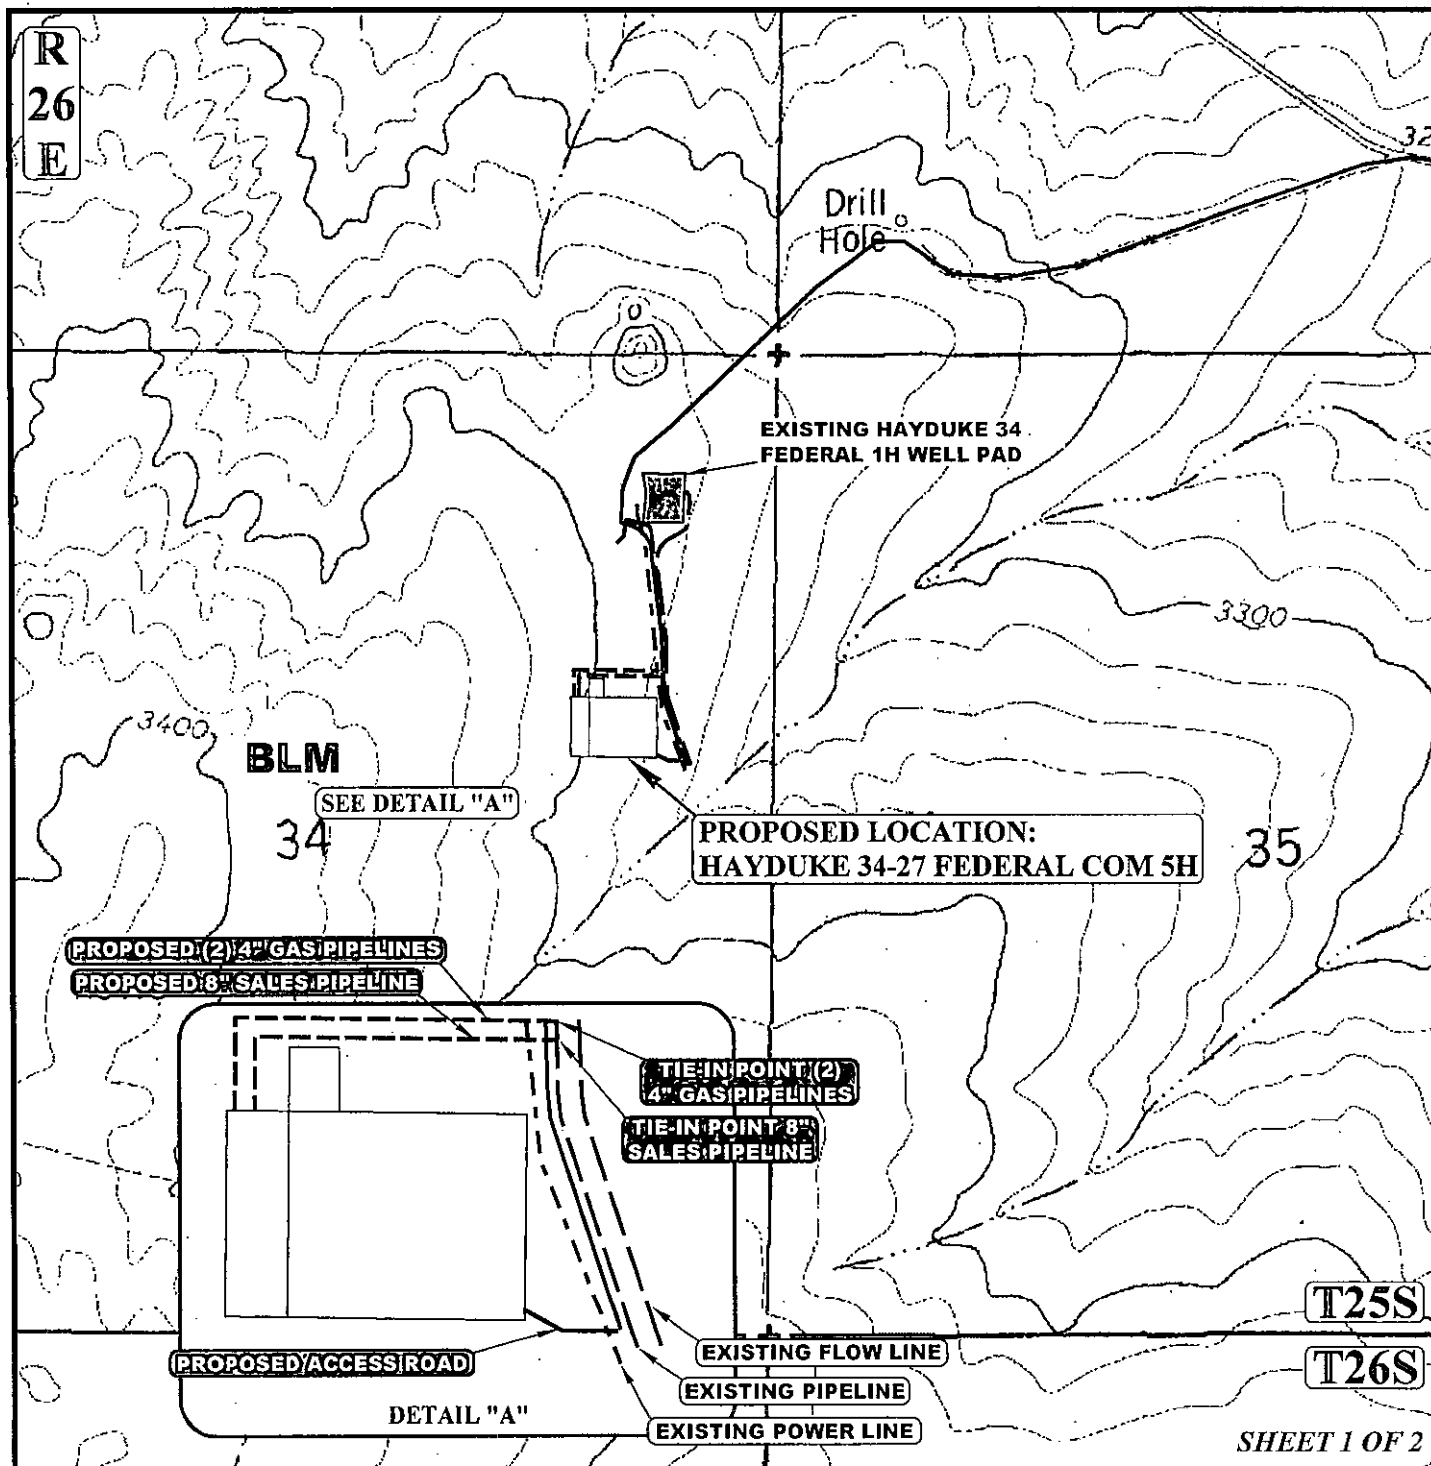 R
26
E
32
Drill
Hole
EXISTING HAYDUKE 34
FEDERAL 1H WELL PAD
3300
3400
BLM
SEE DETAIL "A"
34
PROPOSED LOCATION:
HAYDUKE 34-27 FEDERAL COM 5H
35
PROPOSED (2) 4" GAS PIPELINES
PROPOSED 8" SALES PIPELINE
TIE-IN POINT (2)
4" GAS PIPELINES
TIE-IN POINT 8"
SALES PIPELINE
T25S
EXISTING FLOW LINE
T26S
PROPOSED ACCESS ROAD
EXISTING PIPELINE
DETAIL "A"
EXISTING POWER LINE
SHEET 1 OF 2